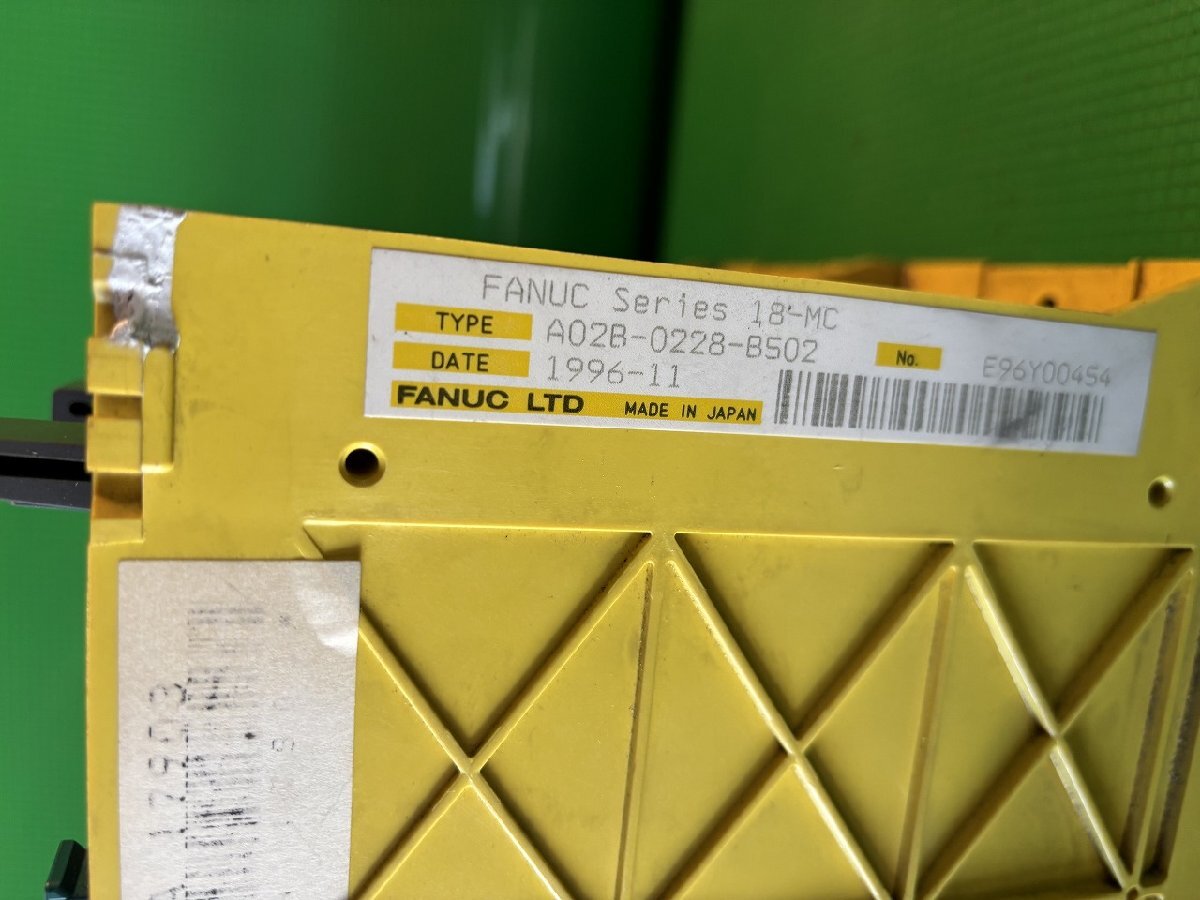 FANUC Series 18-MC
TYPE A02B-0228-B502
DATE 1996-11
No. E96Y00454
FANUC LTD MADE IN JAPAN